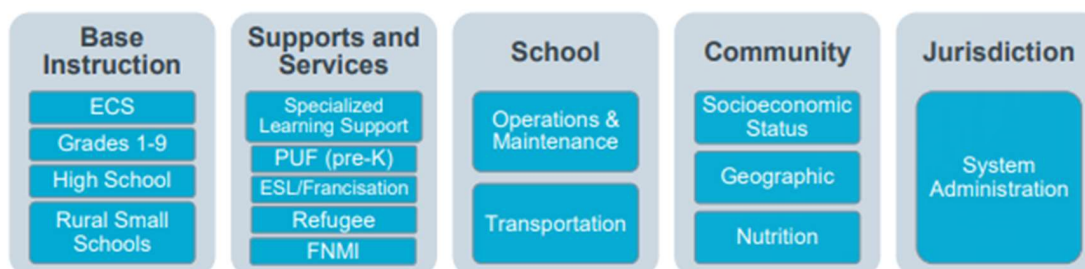 Base
Instruction
ECS
Grades 1-9
High School
Rural Small
Schools
Supports and
Services
Specialized
Learning Support
PUF (pre-K)
ESL/Francisation
Refugee
FNMI
School
Operations &
Maintenance
Transportation
Community
Socioeconomic
Status
Geographic
Nutrition
Jurisdiction
System
Administration